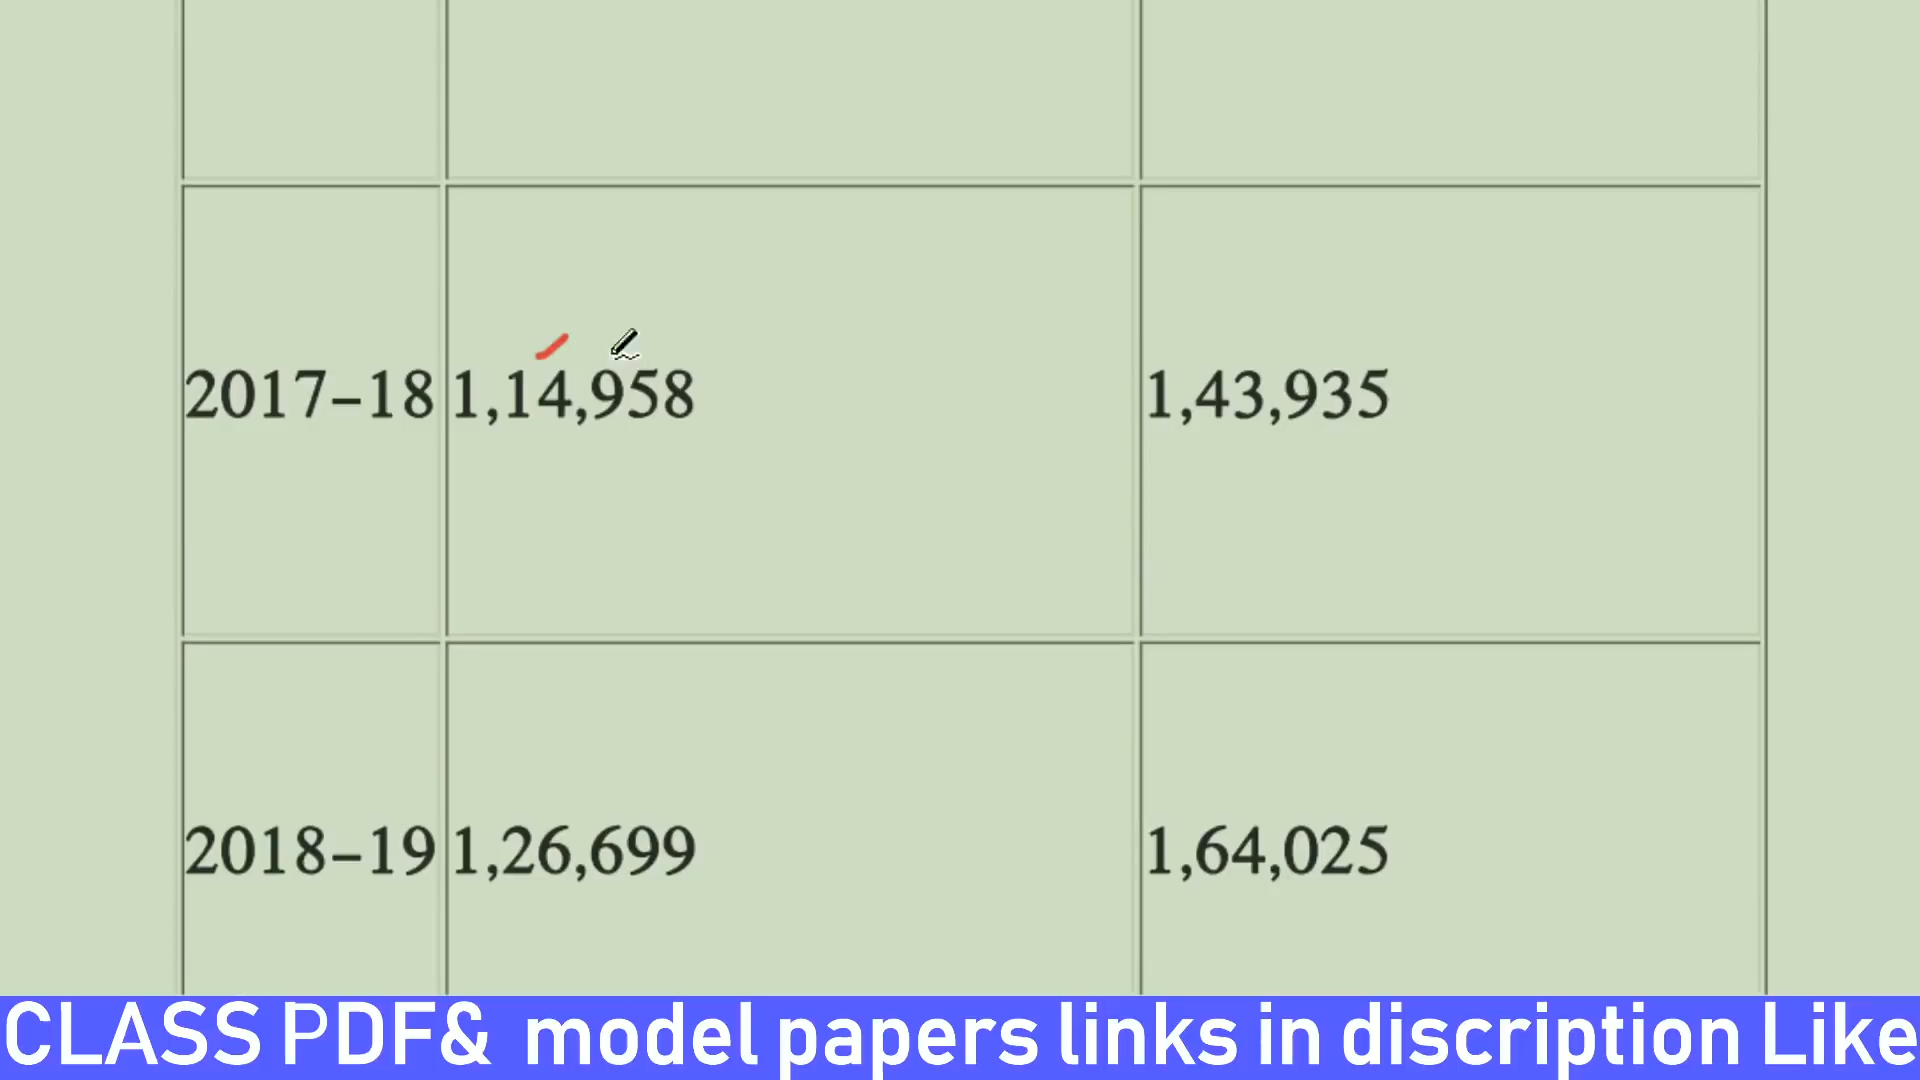 2017–18 1,14,958 1,43,935
2018–19 1,26,699 1,64,025
CLASS PDF& model papers links in discription Like